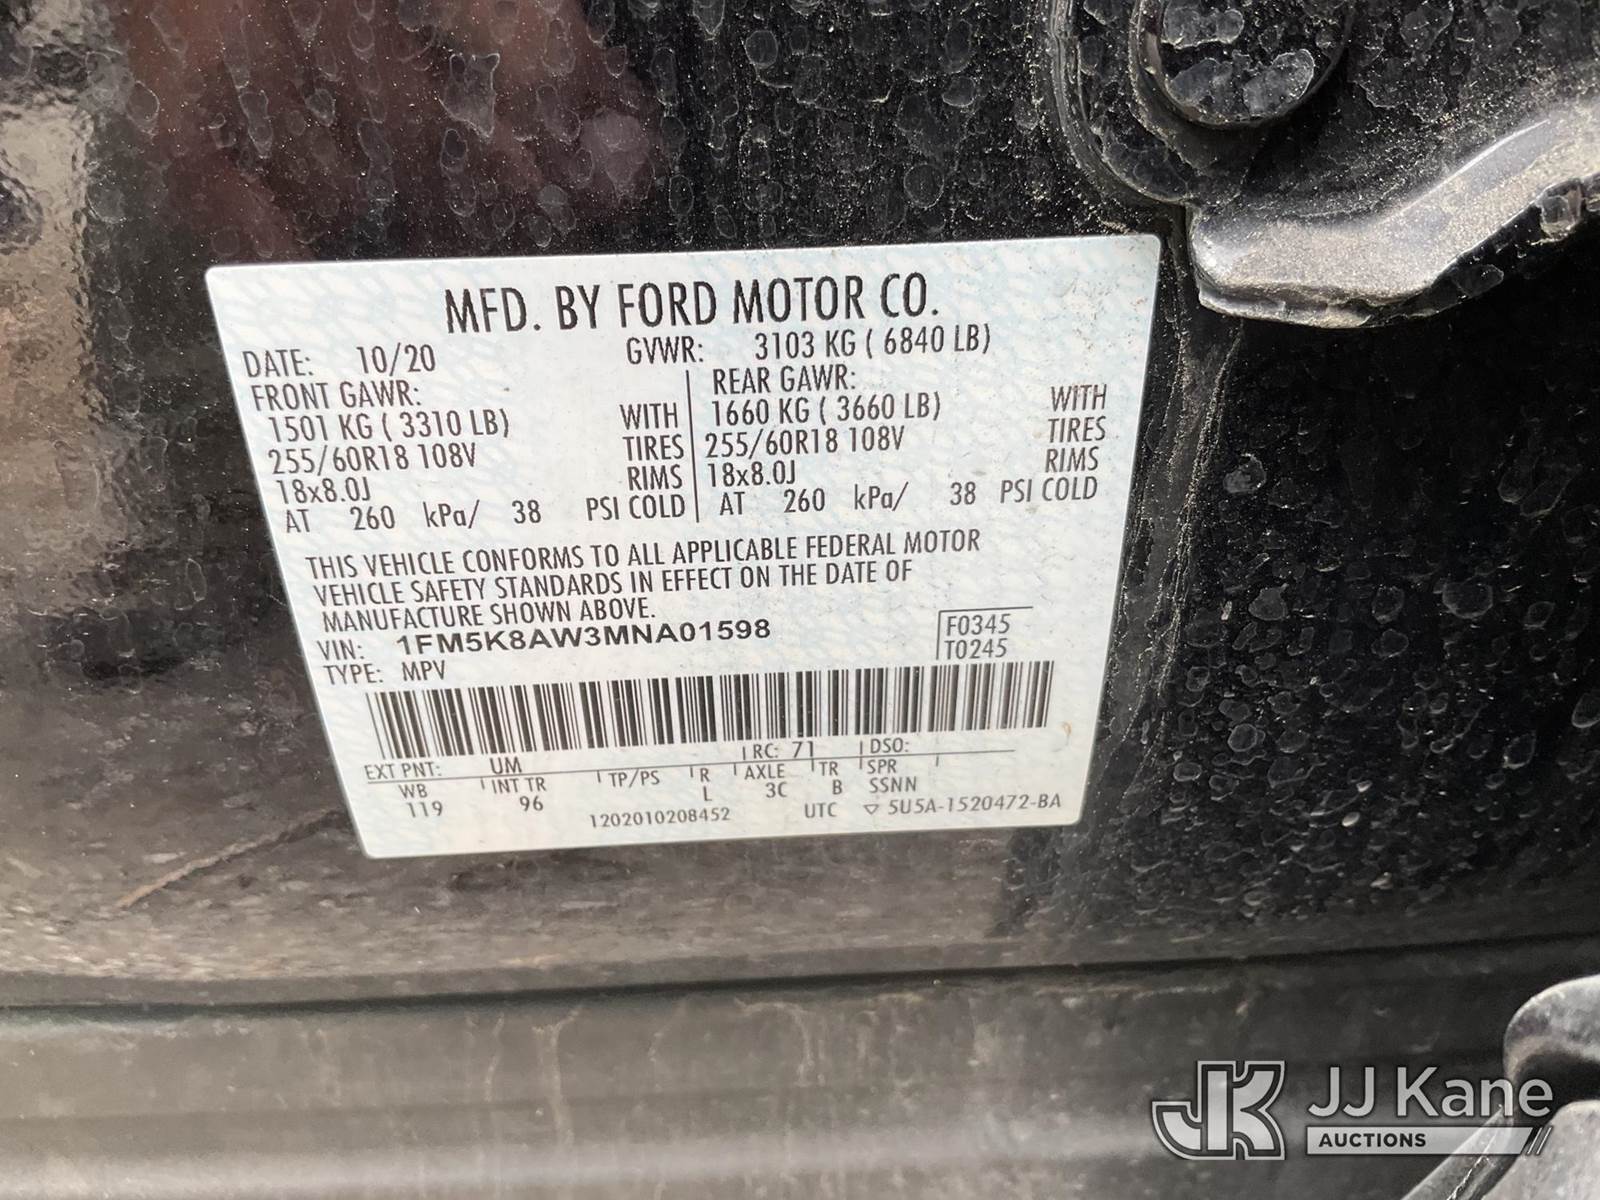 MFD. BY FORD MOTOR CO.
DATE: 10/20 GVWR: 3103 KG ( 6840 LB)
FRONT GAWR: REAR GAWR:
1501 KG ( 3310 LB) WITH 1660 KG ( 3660 LB) WITH
255/60R18 108V TIRES 255/60R18 108V TIRES
18x8.0J RIMS 18x8.0J RIMS
AT 260 kPa/ 38 PSI COLD AT 260 kPa/ 38 PSI COLD
THIS VEHICLE CONFORMS TO ALL APPLICABLE FEDERAL MOTOR
VEHICLE SAFETY STANDARDS IN EFFECT ON THE DATE OF
MANUFACTURE SHOWN ABOVE.
VIN: 1FM5K8AW3MNA01598 F0345
TYPE: MPV T0245
EXT PNT: UM RC: 71 DSO:
WB INT TR TP/PS R AXLE TR SPR
119 96 L 3C B SSNN
1202010208452 UTC ▽ 5U5A-1520472-BA
JK JJ Kane
AUCTIONS